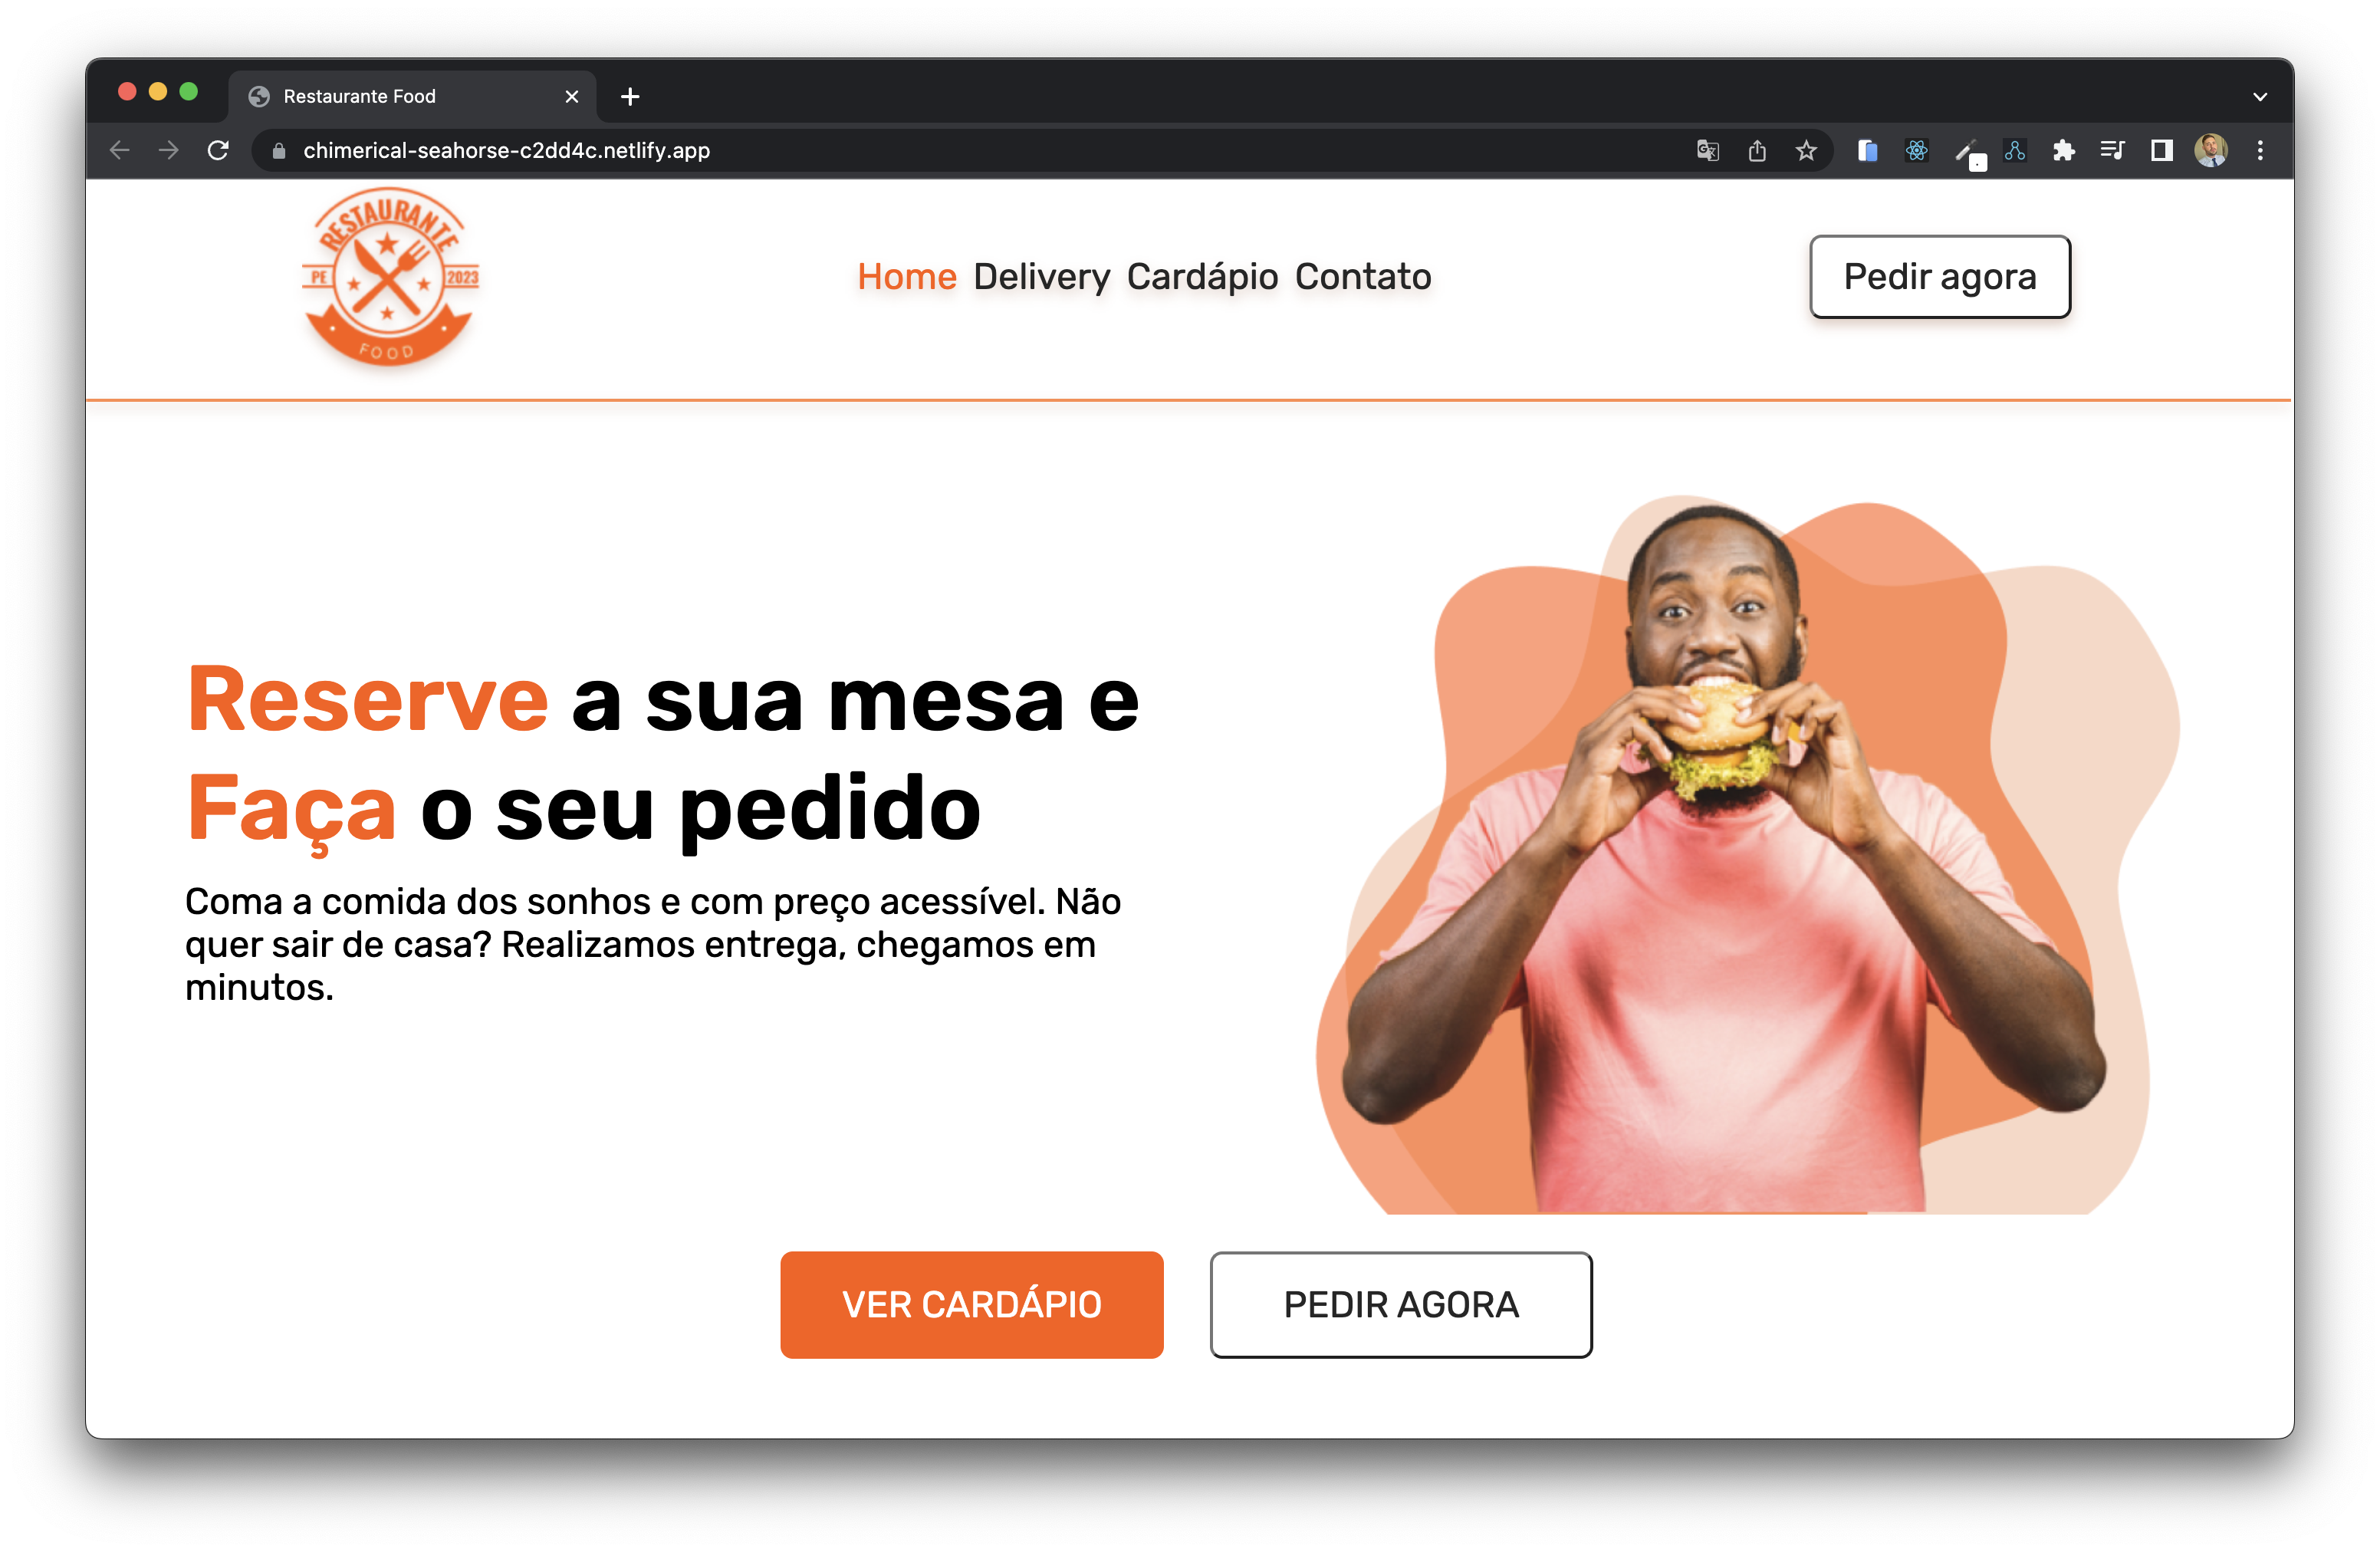 Restaurante Food
chimerical-seahorse-c2dd4c.netlify.app
RESTAURANTE
PE 2023
FOOD
Home Delivery Cardápio Contato
Pedir agora
Reserve a sua mesa e
Faça o seu pedido
Coma a comida dos sonhos e com preço acessível. Não
quer sair de casa? Realizamos entrega, chegamos em
minutos.
VER CARDÁPIO
PEDIR AGORA